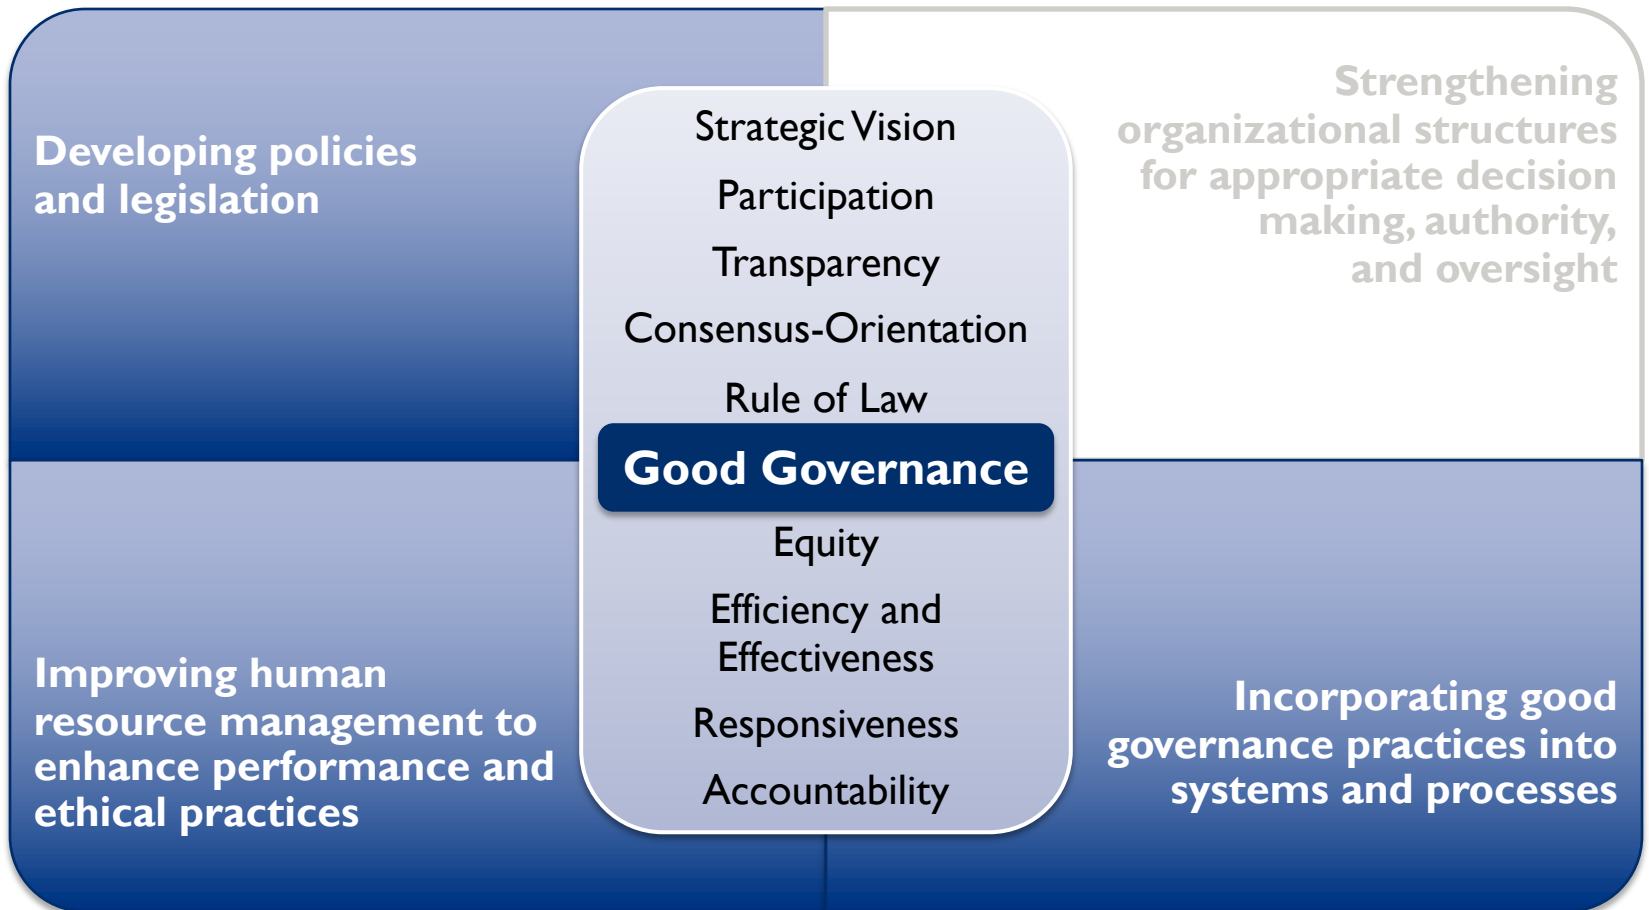 Developing policies
and legislation
Strengthening
organizational structures
for appropriate decision
making, authority,
and oversight
Strategic Vision
Participation
Transparency
Consensus-Orientation
Rule of Law
Good Governance
Equity
Efficiency and
Effectiveness
Responsiveness
Accountability
Improving human
resource management to
enhance performance and
ethical practices
Incorporating good
governance practices into
systems and processes